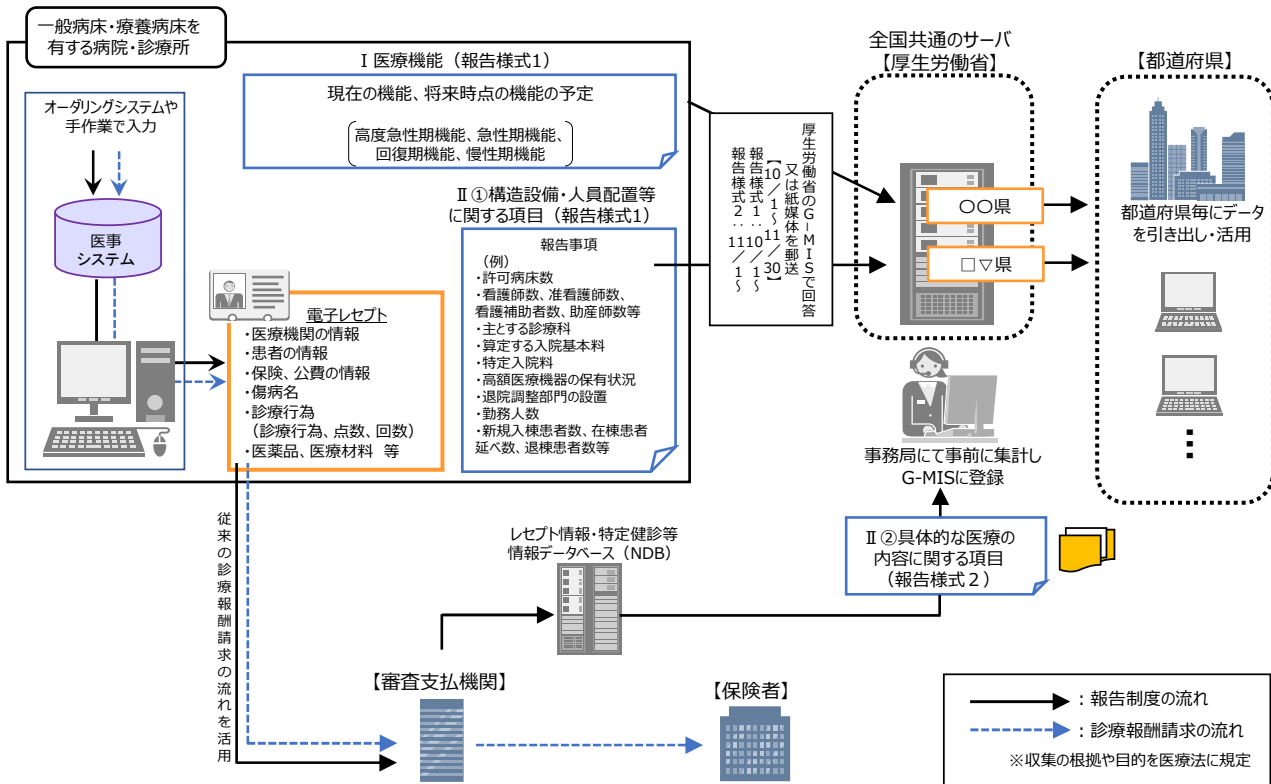 一般病床・療養病床を
有する病院・診療所
オーダリングシステムや
手作業で入力
医事
システム
電子レセプト
・医療機関の情報
・患者の情報
・保険、公費の情報
・傷病名
・診療行為
（診療行為、点数、回数）
・医薬品、医療材料 等
Ⅰ 医療機能（報告様式1）
現在の機能、将来時点の機能の予定
高度急性期機能、急性期機能、
回復期機能、慢性期機能
Ⅱ ①構造設備・人員配置等
に関する項目（報告様式1）
報告事項
（例）
・許可病床数
・看護師数、准看護師数、
看護補助者数、助産師数等
・主とする診療科
・算定する入院基本料
・特定入院料
・高額医療機器の保有状況
・退院調整部門の設置
・勤務人数
・新規入棟患者数、在棟患者
延べ数、退棟患者数等
厚生労働省のG-MISで回答
又は紙媒体を郵送
【10／1～11／30】
報告様式１：10／1～
報告様式２：11／1～
全国共通のサーバ
【厚生労働省】
〇〇県
□▽県
【都道府県】
都道府県毎にデータ
を引き出し・活用
事務局にて事前に集計し
G-MISに登録
Ⅱ ②具体的な医療の
内容に関する項目
（報告様式２）
レセプト情報・特定健診等
情報データベース（NDB）
従来の診療報酬請求の流れを活用
【審査支払機関】
【保険者】
：報告制度の流れ
：診療報酬請求の流れ
※収集の根拠や目的を医療法に規定